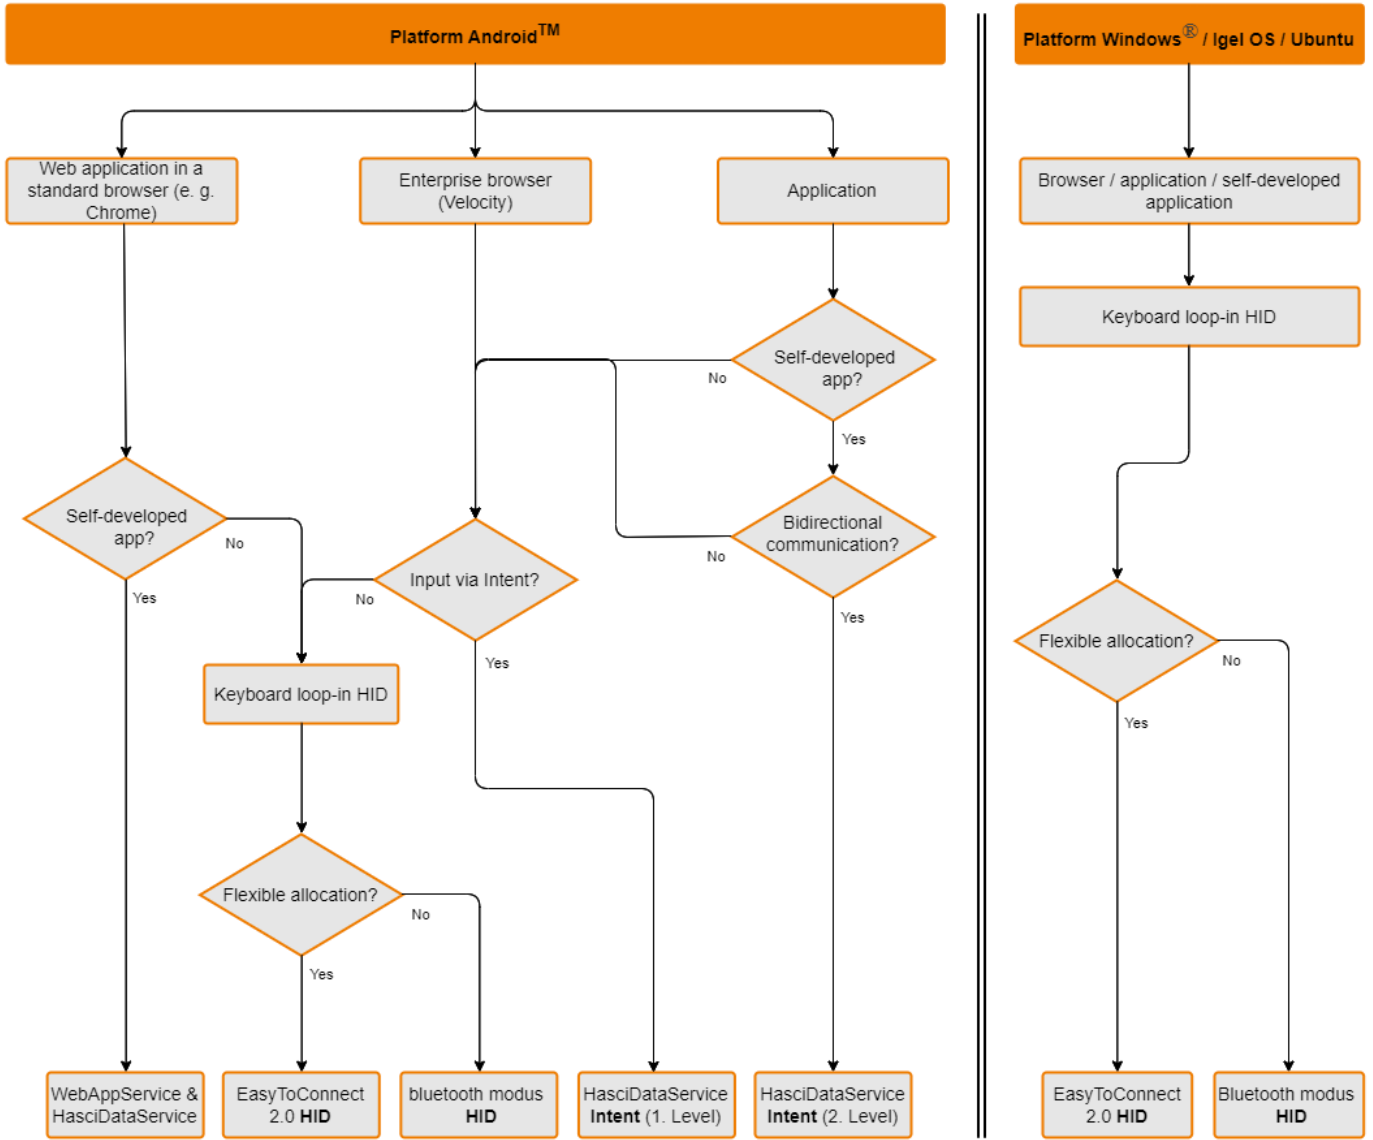 Platform Android™
Platform Windows® / Igel OS / Ubuntu
Web application in a
standard browser (e. g.
Chrome)
Enterprise browser
(Velocity)
Application
Browser / application / self-developed
application
Keyboard loop-in HID
Self-developed
app?
No
Yes
Self-developed
app?
No
Yes
Bidirectional
communication?
No
Yes
Input via Intent?
No
Yes
Flexible allocation?
No
Yes
Keyboard loop-in HID
Flexible allocation?
No
Yes
WebAppService &
HasciDataService
EasyToConnect
2.0 HID
bluetooth modus
HID
HasciDataService
Intent (1. Level)
HasciDataService
Intent (2. Level)
EasyToConnect
2.0 HID
Bluetooth modus
HID